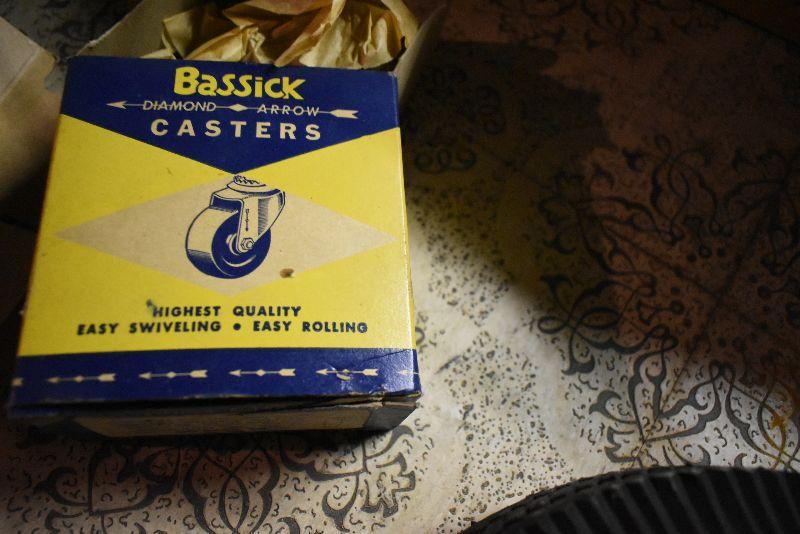 BaSSicK
DIAMOND ARROW
CASTERS
HIGHEST QUALITY
EASY SWIVELING • EASY ROLLING